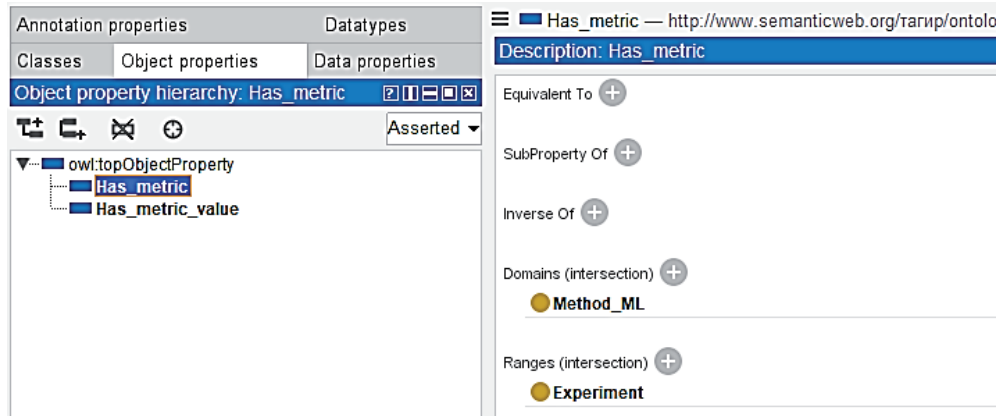 Annotation properties Datatypes
Classes Object properties Data properties
Object property hierarchy: Has_metric
Asserted
owl:topObjectProperty
Has_metric
Has_metric_value
Has_metric — http://www.semanticweb.org/тагир/ontolo
Description: Has_metric
Equivalent To
SubProperty Of
Inverse Of
Domains (intersection)
Method_ML
Ranges (intersection)
Experiment